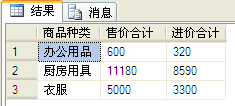 结果 消息
商品种类 售价合计 进价合计
1 办公用品 600 320
2 厨房用具 11180 8590
3 衣服 5000 3300